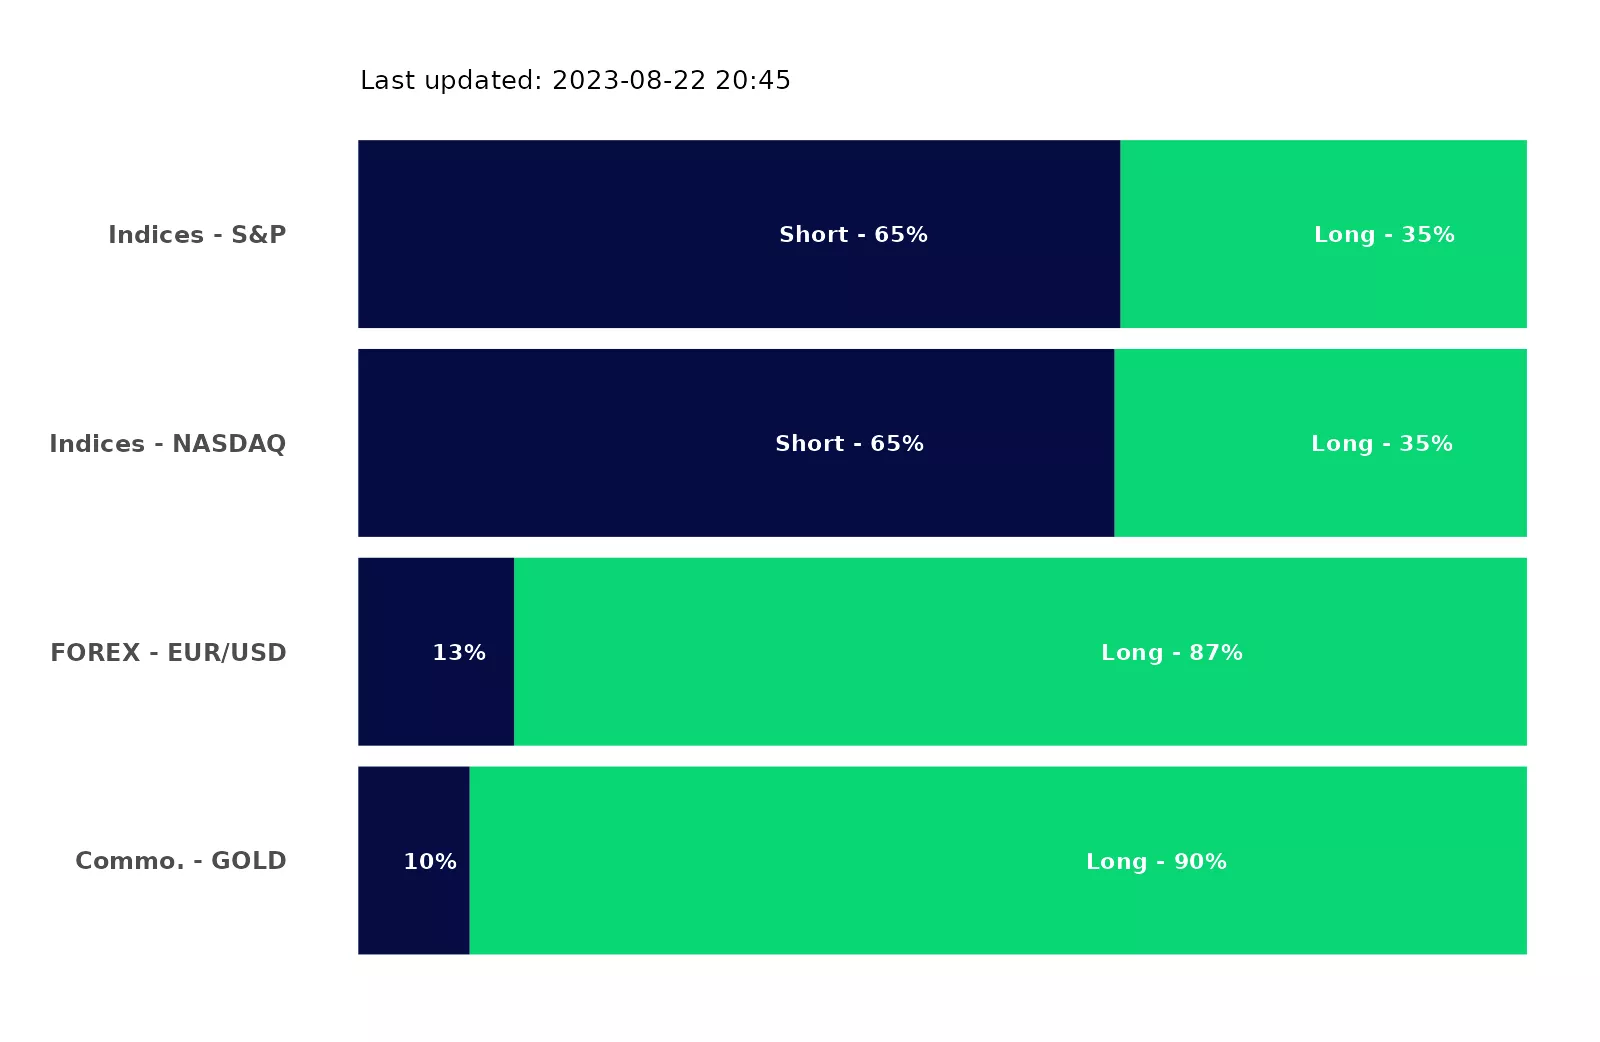 Last updated: 2023-08-22 20:45
Indices - S&P Short - 65% Long - 35%
Indices - NASDAQ Short - 65% Long - 35%
FOREX - EUR/USD 13% Long - 87%
Commo. - GOLD 10% Long - 90%